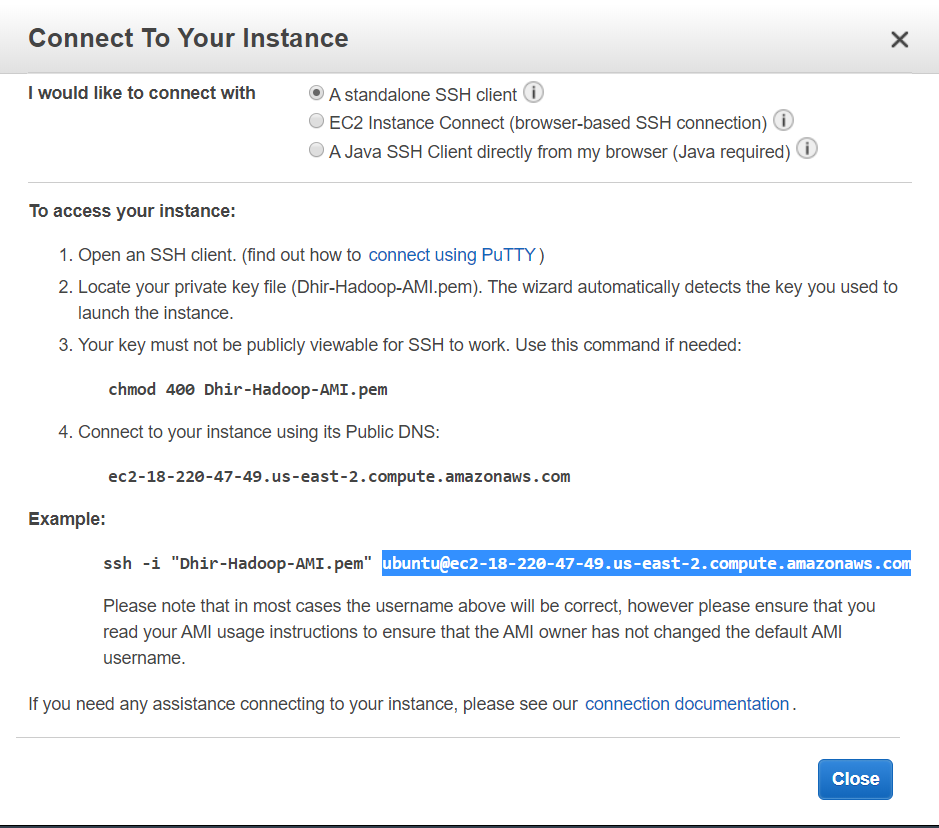 Connect To Your Instance
I would like to connect with
A standalone SSH client
EC2 Instance Connect (browser-based SSH connection)
A Java SSH Client directly from my browser (Java required)
To access your instance:
1. Open an SSH client. (find out how to connect using PuTTY )
2. Locate your private key file (Dhir-Hadoop-AMI.pem). The wizard automatically detects the key you used to
launch the instance.
3. Your key must not be publicly viewable for SSH to work. Use this command if needed:
chmod 400 Dhir-Hadoop-AMI.pem
4. Connect to your instance using its Public DNS:
ec2-18-220-47-49.us-east-2.compute.amazonaws.com
Example:
ssh -i "Dhir-Hadoop-AMI.pem" ubuntu@ec2-18-220-47-49.us-east-2.compute.amazonaws.com
Please note that in most cases the username above will be correct, however please ensure that you
read your AMI usage instructions to ensure that the AMI owner has not changed the default AMI
username.
If you need any assistance connecting to your instance, please see our connection documentation .
Close